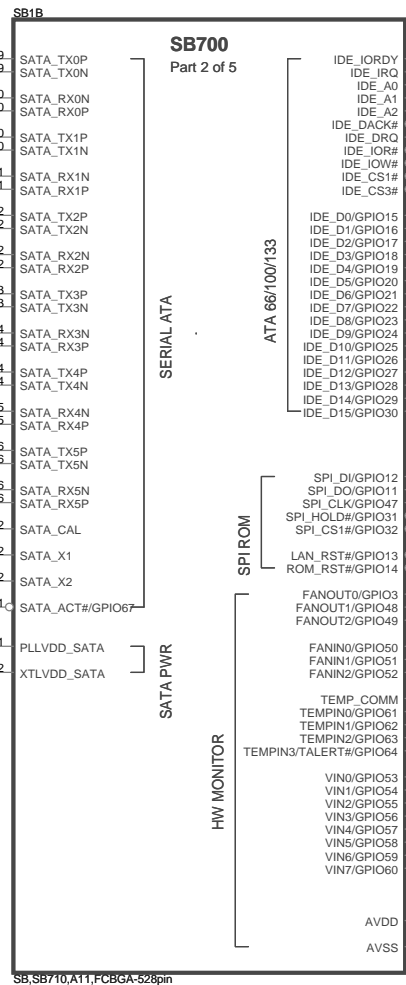 SB1B
SB700
Part 2 of 5
SATA_TX0P
SATA_TX0N
SATA_RX0N
SATA_RX0P
SATA_TX1P
SATA_TX1N
SATA_RX1N
SATA_RX1P
SATA_TX2P
SATA_TX2N
SATA_RX2N
SATA_RX2P
SATA_TX3P
SATA_TX3N
SATA_RX3N
SATA_RX3P
SATA_TX4P
SATA_TX4N
SATA_RX4N
SATA_RX4P
SATA_TX5P
SATA_TX5N
SATA_RX5N
SATA_RX5P
SATA_CAL
SATA_X1
SATA_X2
SATA_ACT#/GPIO67
PLLVDD_SATA
XTLVDD_SATA
SERIAL ATA
SATA PWR
ATA 66/100/133
SPI ROM
HW MONITOR
IDE_IORDY
IDE_IRQ
IDE_A0
IDE_A1
IDE_A2
IDE_DACK#
IDE_DRQ
IDE_IOR#
IDE_IOW#
IDE_CS1#
IDE_CS3#
IDE_D0/GPIO15
IDE_D1/GPIO16
IDE_D2/GPIO17
IDE_D3/GPIO18
IDE_D4/GPIO19
IDE_D5/GPIO20
IDE_D6/GPIO21
IDE_D7/GPIO22
IDE_D8/GPIO23
IDE_D9/GPIO24
IDE_D10/GPIO25
IDE_D11/GPIO26
IDE_D12/GPIO27
IDE_D13/GPIO28
IDE_D14/GPIO29
IDE_D15/GPIO30
SPI_DI/GPIO12
SPI_DO/GPIO11
SPI_CLK/GPIO47
SPI_HOLD#/GPIO31
SPI_CS1#/GPIO32
LAN_RST#/GPIO13
ROM_RST#/GPIO14
FANOUT0/GPIO3
FANOUT1/GPIO48
FANOUT2/GPIO49
FANIN0/GPIO50
FANIN1/GPIO51
FANIN2/GPIO52
TEMP_COMM
TEMPIN0/GPIO61
TEMPIN1/GPIO62
TEMPIN2/GPIO63
TEMPIN3/TALERT#/GPIO64
VIN0/GPIO53
VIN1/GPIO54
VIN2/GPIO55
VIN3/GPIO56
VIN4/GPIO57
VIN5/GPIO58
VIN6/GPIO59
VIN7/GPIO60
AVDD
AVSS
SB,SB710,A11,FCBGA-528pin